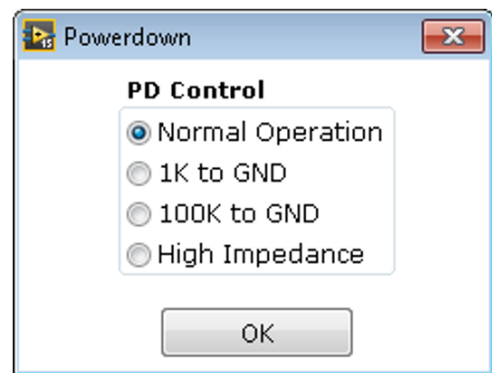 Powerdown
PD Control
Normal Operation
1K to GND
100K to GND
High Impedance
OK